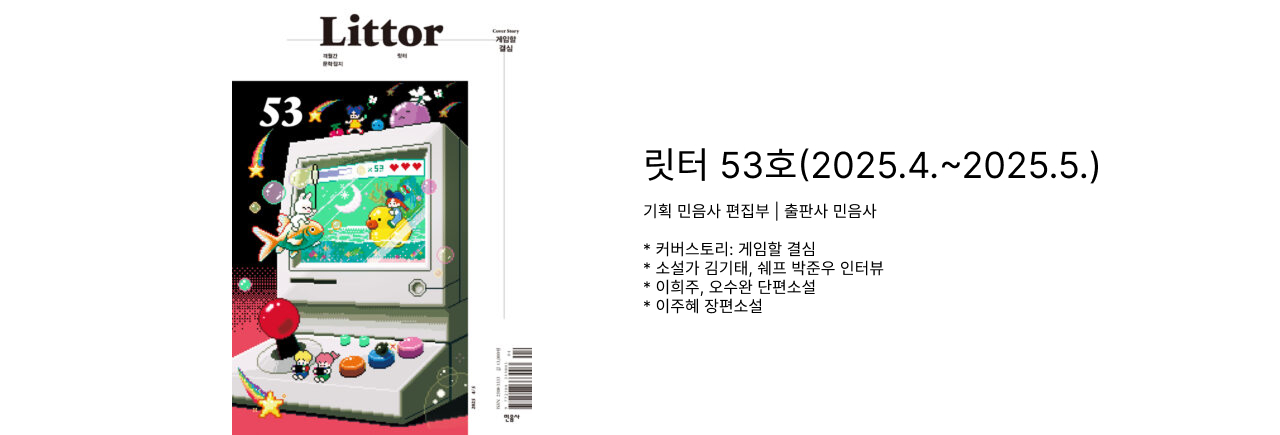 Littor
격월간 릿터
문학잡지
Cover Story
게임할
결심
53
x53
릿터 53호(2025.4.~2025.5.)
기획 민음사 편집부 | 출판사 민음사
* 커버스토리: 게임할 결심
* 소설가 김기태, 쉐프 박준우 인터뷰
* 이희주, 오수완 단편소설
* 이주혜 장편소설
민음사